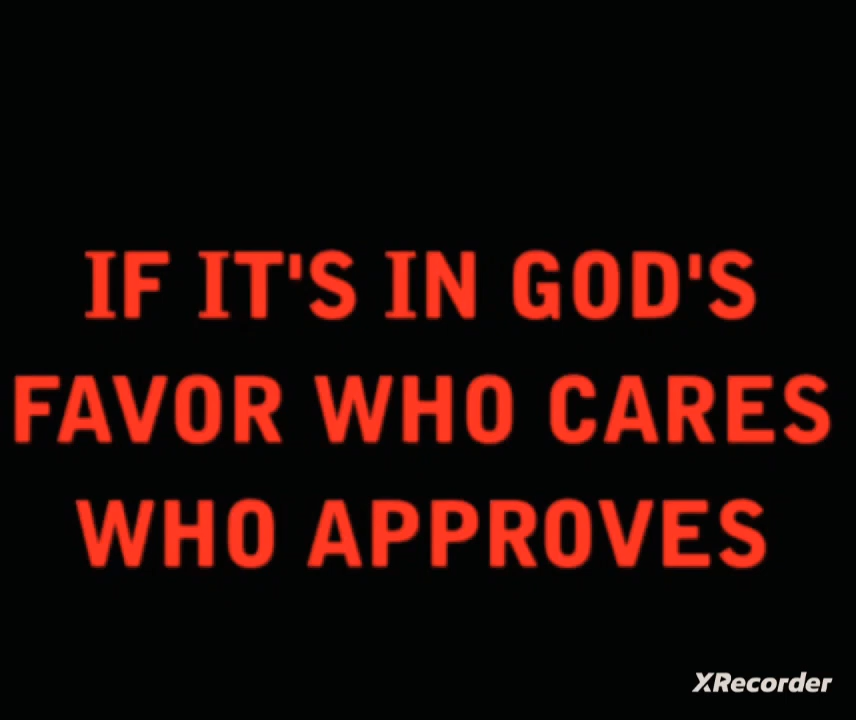 IF IT'S IN GOD'S
FAVOR WHO CARES
WHO APPROVES
XRecorder